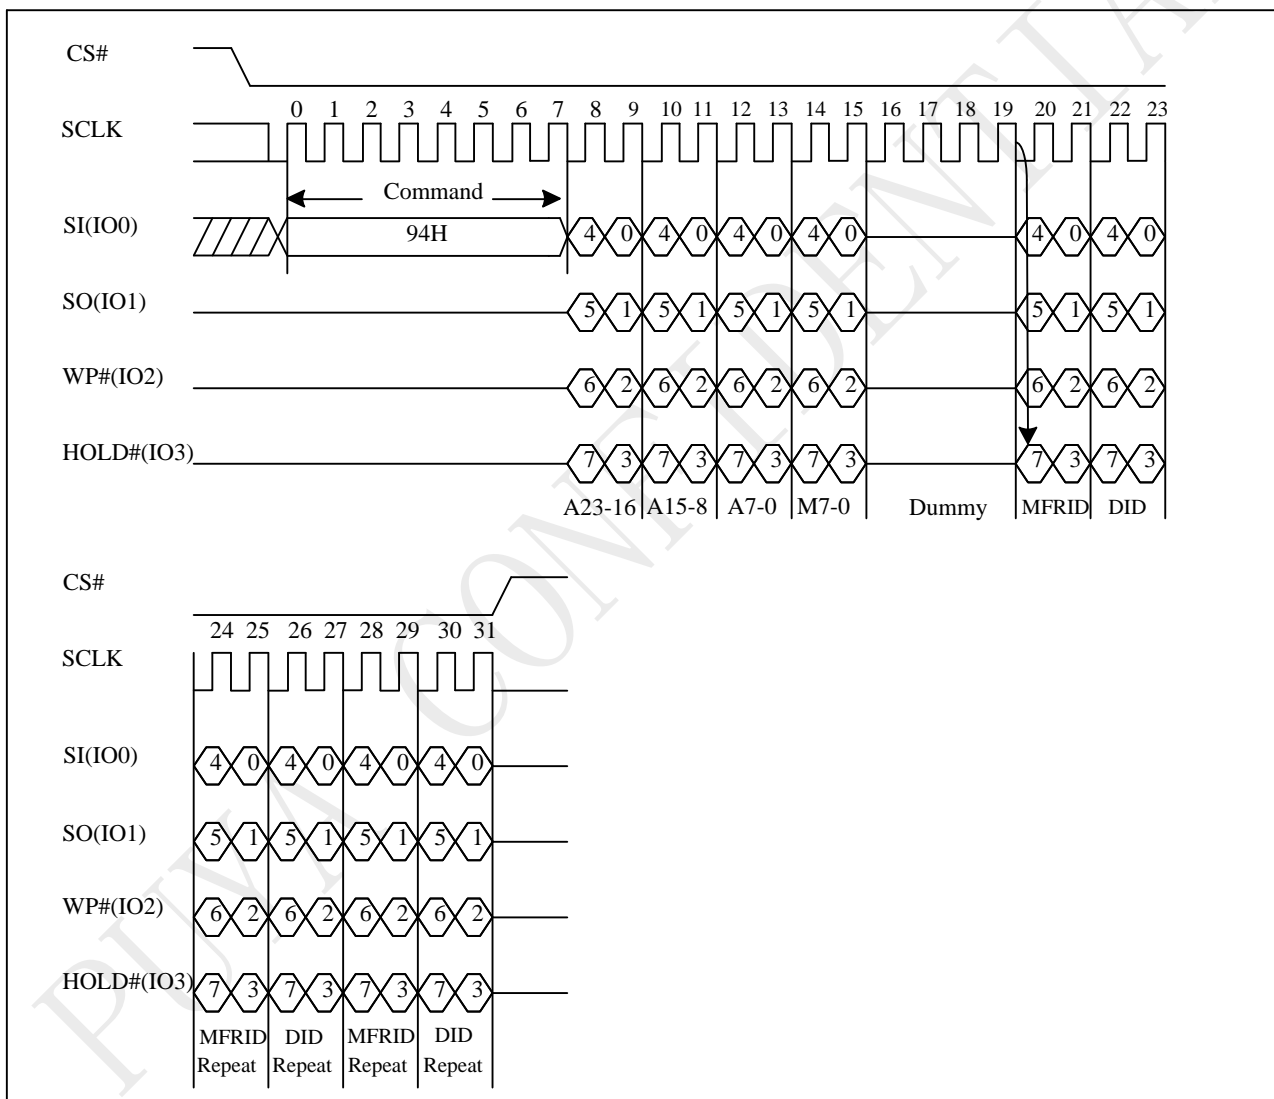 CS#
0 1 2 3 4 5 6 7 8 9 10 11 12 13 14 15 16 17 18 19 20 21 22 23
SCLK
Command
SI(IO0) 94H 4 0 4 0 4 0 4 0 4 0 4 0
SO(IO1) 5 1 5 1 5 1 5 1 5 1 5 1
WP#(IO2) 6 2 6 2 6 2 6 2 6 2 6 2
HOLD#(IO3) 7 3 7 3 7 3 7 3 7 3 7 3
A23-16 A15-8 A7-0 M7-0 Dummy MFRID DID
CS#
24 25 26 27 28 29 30 31
SCLK
SI(IO0) 4 0 4 0 4 0 4 0
SO(IO1) 5 1 5 1 5 1 5 1
WP#(IO2) 6 2 6 2 6 2 6 2
HOLD#(IO3) 7 3 7 3 7 3 7 3
MFRID DID MFRID DID
Repeat Repeat Repeat Repeat
PUYA CONFIDENTIAL